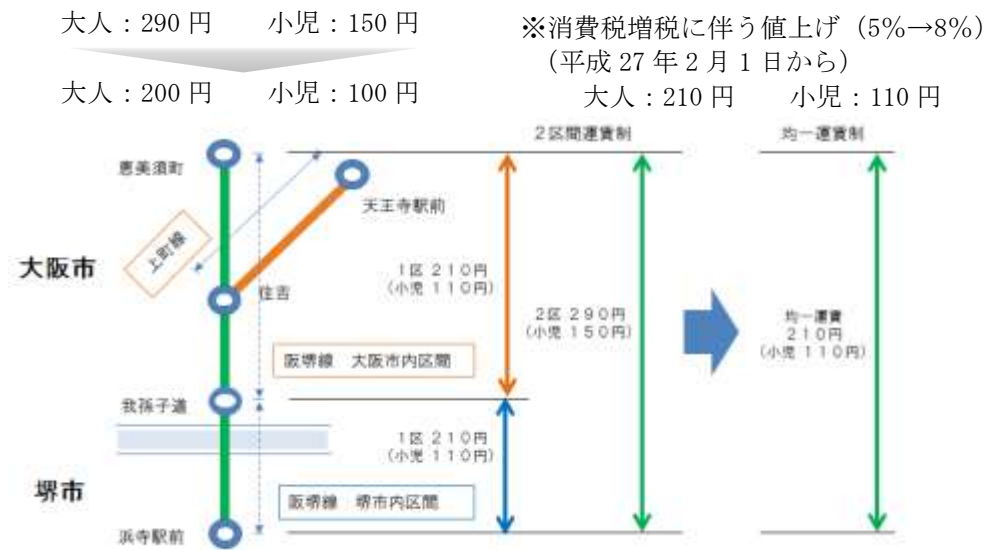 大人：290 円　　小児：150 円
※消費税増税に伴う値上げ（5％→8％）
（平成 27 年 2 月 1 日から）
大人：200 円　　小児：100 円
大人：210 円　　小児：110 円
２区間運賃制
均一運賃制
恵美須町
天王寺駅前
上町線
大阪市
住吉
１区 ２１０円
（小児 １１０円）
２区 ２９０円
（小児 １５０円）
均一運賃
２１０円
（小児 １１０円）
阪堺線　大阪市内区間
我孫子道
１区 ２１０円
（小児 １１０円）
堺市
阪堺線　堺市内区間
浜寺駅前